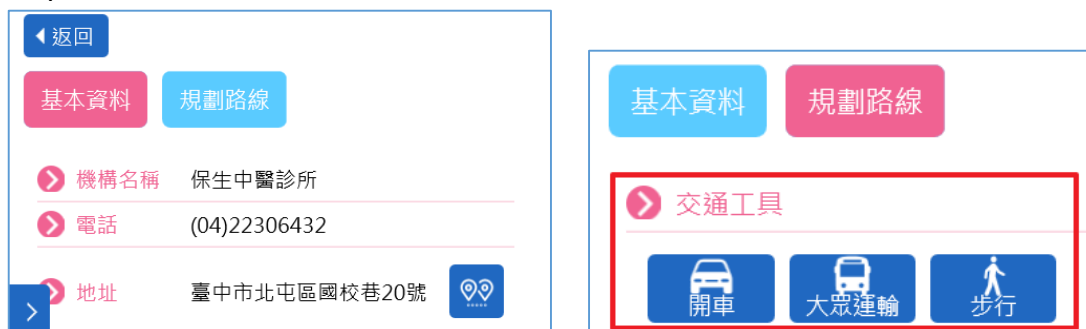 返回
基本資料 規劃路線
機構名稱 保生中醫診所
電話 (04)22306432
地址 臺中市北屯區國校巷20號
基本資料 規劃路線
交通工具
開車 大眾運輸 步行